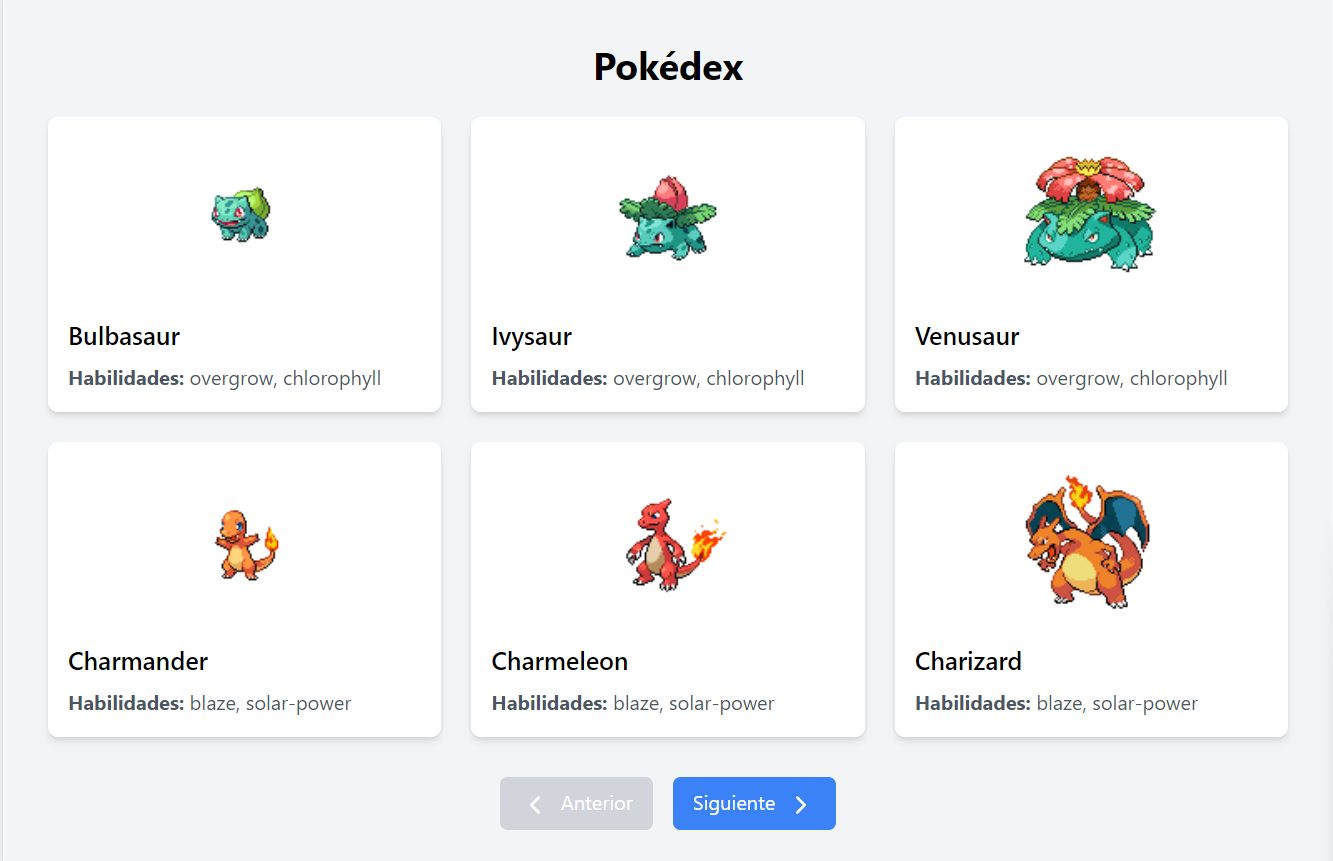 Pokédex
Bulbasaur
Habilidades: overgrow, chlorophyll
Ivysaur
Habilidades: overgrow, chlorophyll
Venusaur
Habilidades: overgrow, chlorophyll
Charmander
Habilidades: blaze, solar-power
Charmeleon
Habilidades: blaze, solar-power
Charizard
Habilidades: blaze, solar-power
Anterior
Siguiente